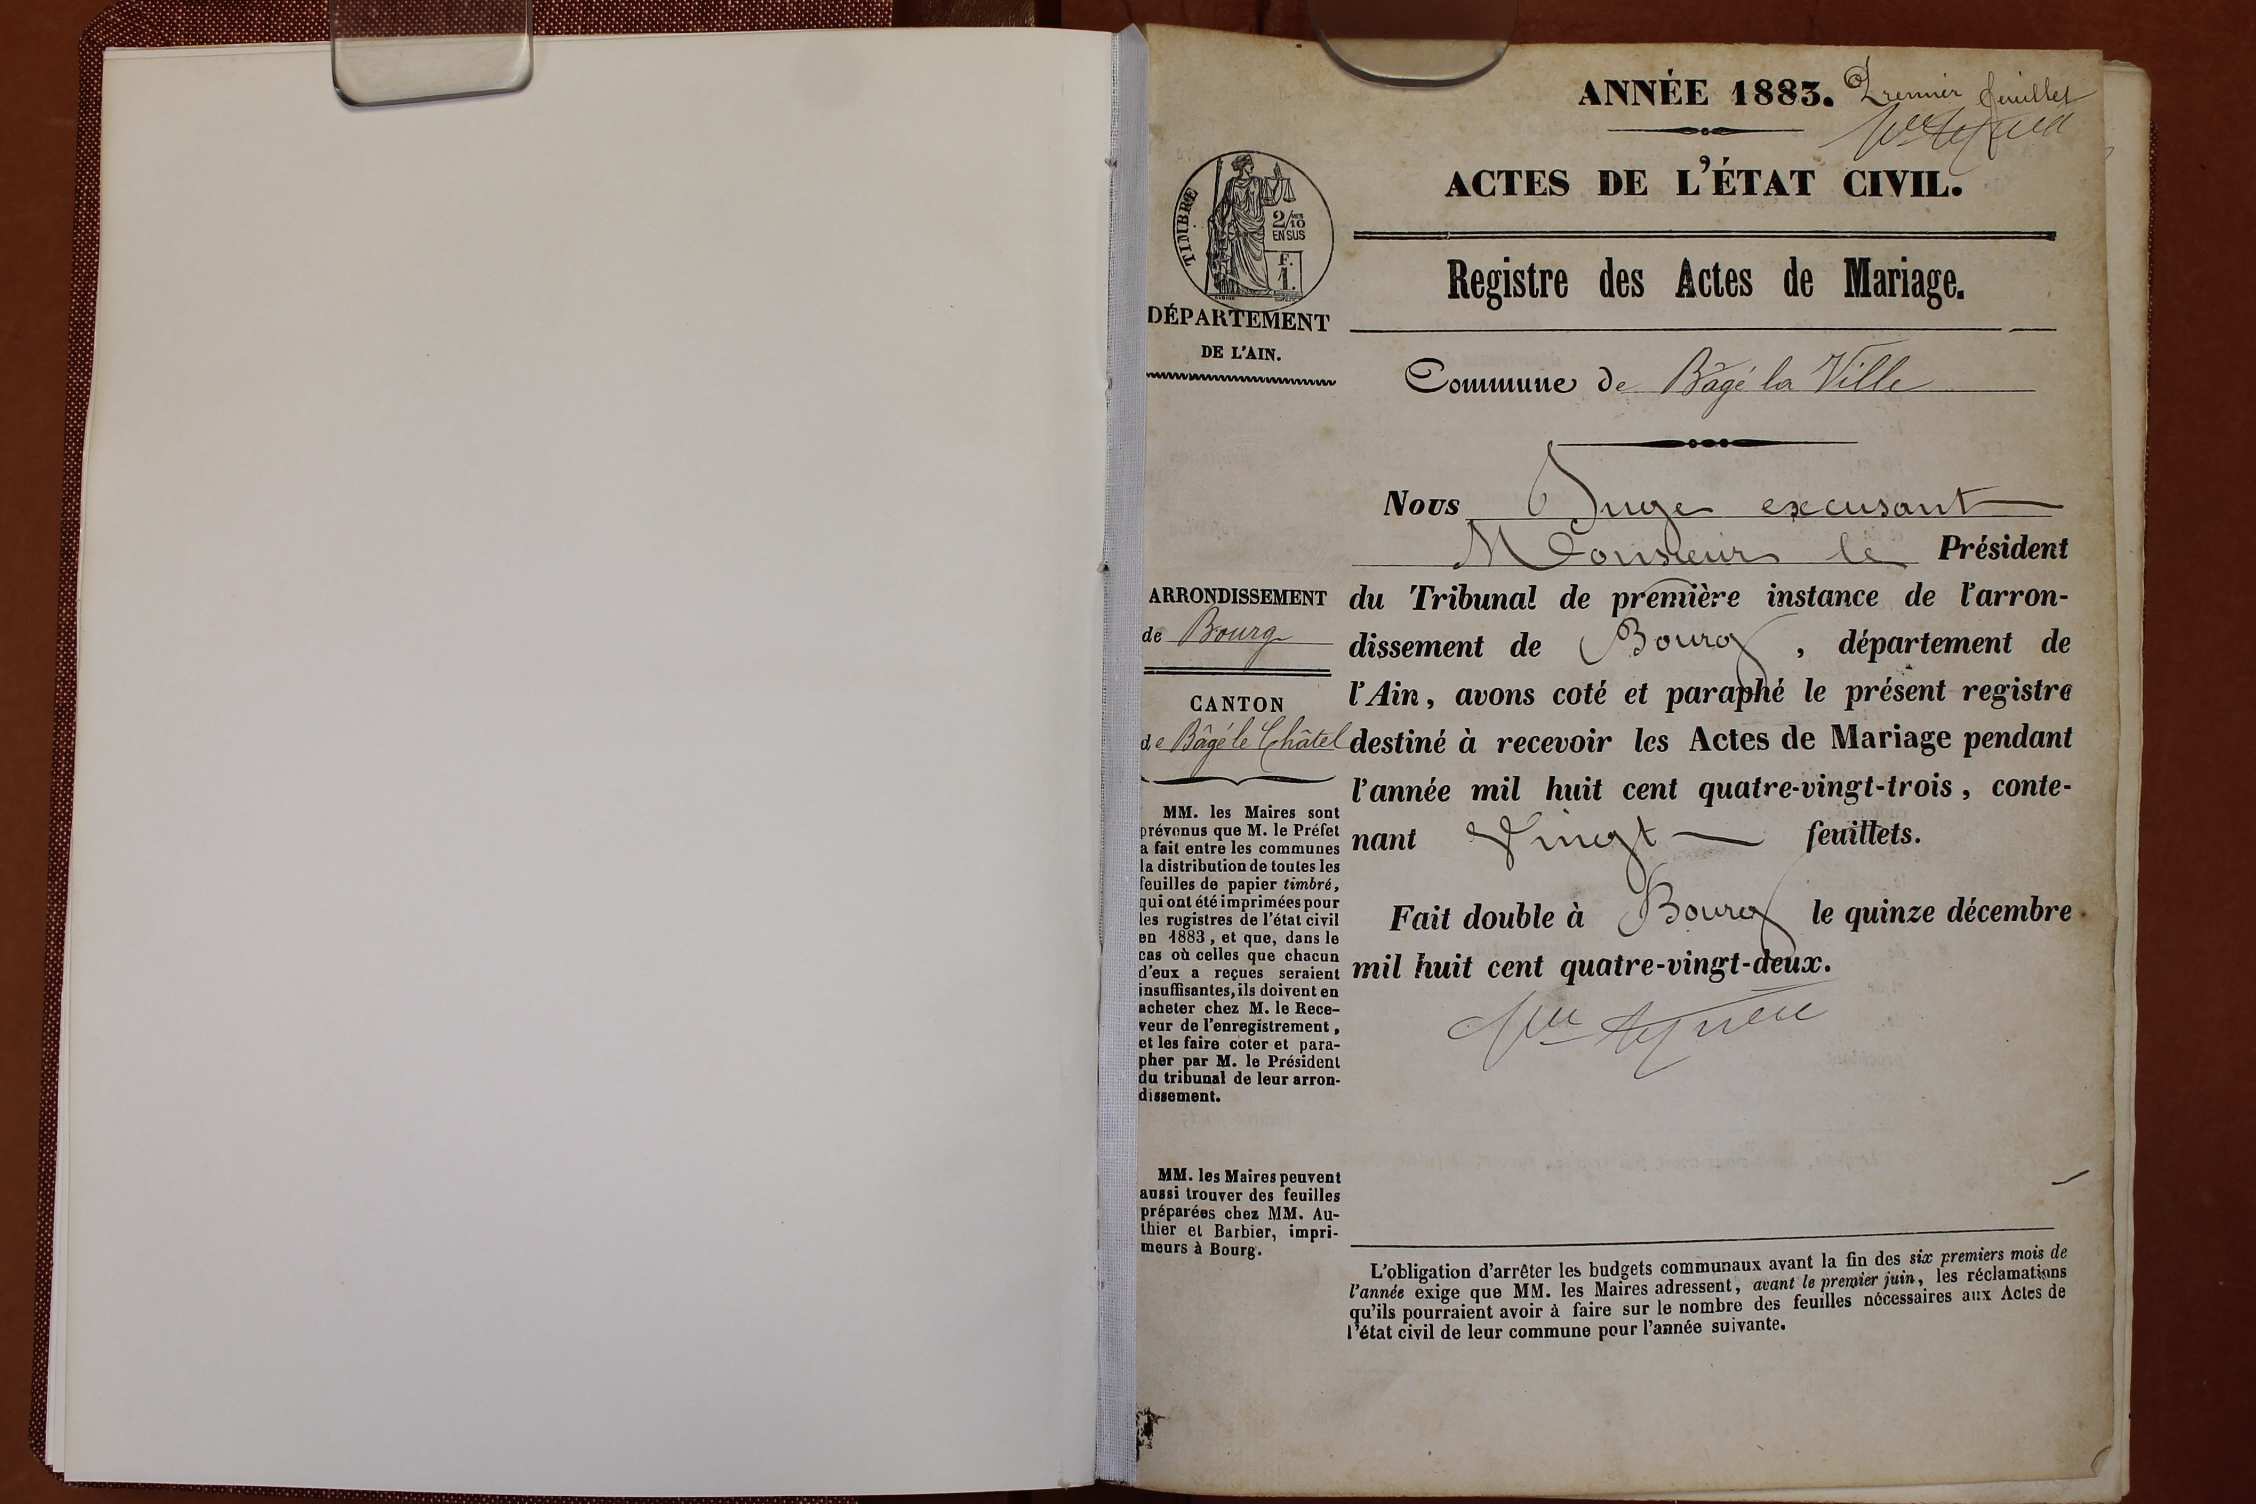 ANNÉE 1883. Premier feuillet
ACTES DE L'ÉTAT CIVIL.
TIMBRE
2/10 EN SUS
F. 1.
Registre des Actes de Mariage.
DÉPARTEMENT
DE L'AIN.
Commune de Bâgé la Ville
ARRONDISSEMENT
de Bourg
CANTON
de Bâgé le Châtel
MM. les Maires sont
prévenus que M. le Préfet
a fait entre les communes
la distribution de toutes les
feuilles de papier timbré,
qui ont été imprimées pour
les registres de l'état civil
en 1883, et que, dans le
cas où celles que chacun
d'eux a reçues seraient
insuffisantes, ils doivent en
acheter chez M. le Rece-
veur de l'enregistrement,
et les faire coter et para-
pher par M. le Président
du tribunal de leur arron-
dissement.
MM. les Maires peuvent
aussi trouver des feuilles
préparées chez MM. Au-
thier et Barbier, impri-
meurs à Bourg.
Nous Juge excusant
Monsieur le Président
du Tribunal de première instance de l'arron-
dissement de Bourg, département de
l'Ain, avons coté et paraphé le présent registre
destiné à recevoir les Actes de Mariage pendant
l'année mil huit cent quatre-vingt-trois, conte-
nant Vingt feuillets.
Fait double à Bourg le quinze décembre
mil huit cent quatre-vingt-deux.
L'obligation d'arrêter les budgets communaux avant la fin des six premiers mois de
l'année exige que MM. les Maires adressent, avant le premier juin, les réclamations
qu'ils pourraient avoir à faire sur le nombre des feuilles nécessaires aux Actes de
l'état civil de leur commune pour l'année suivante.